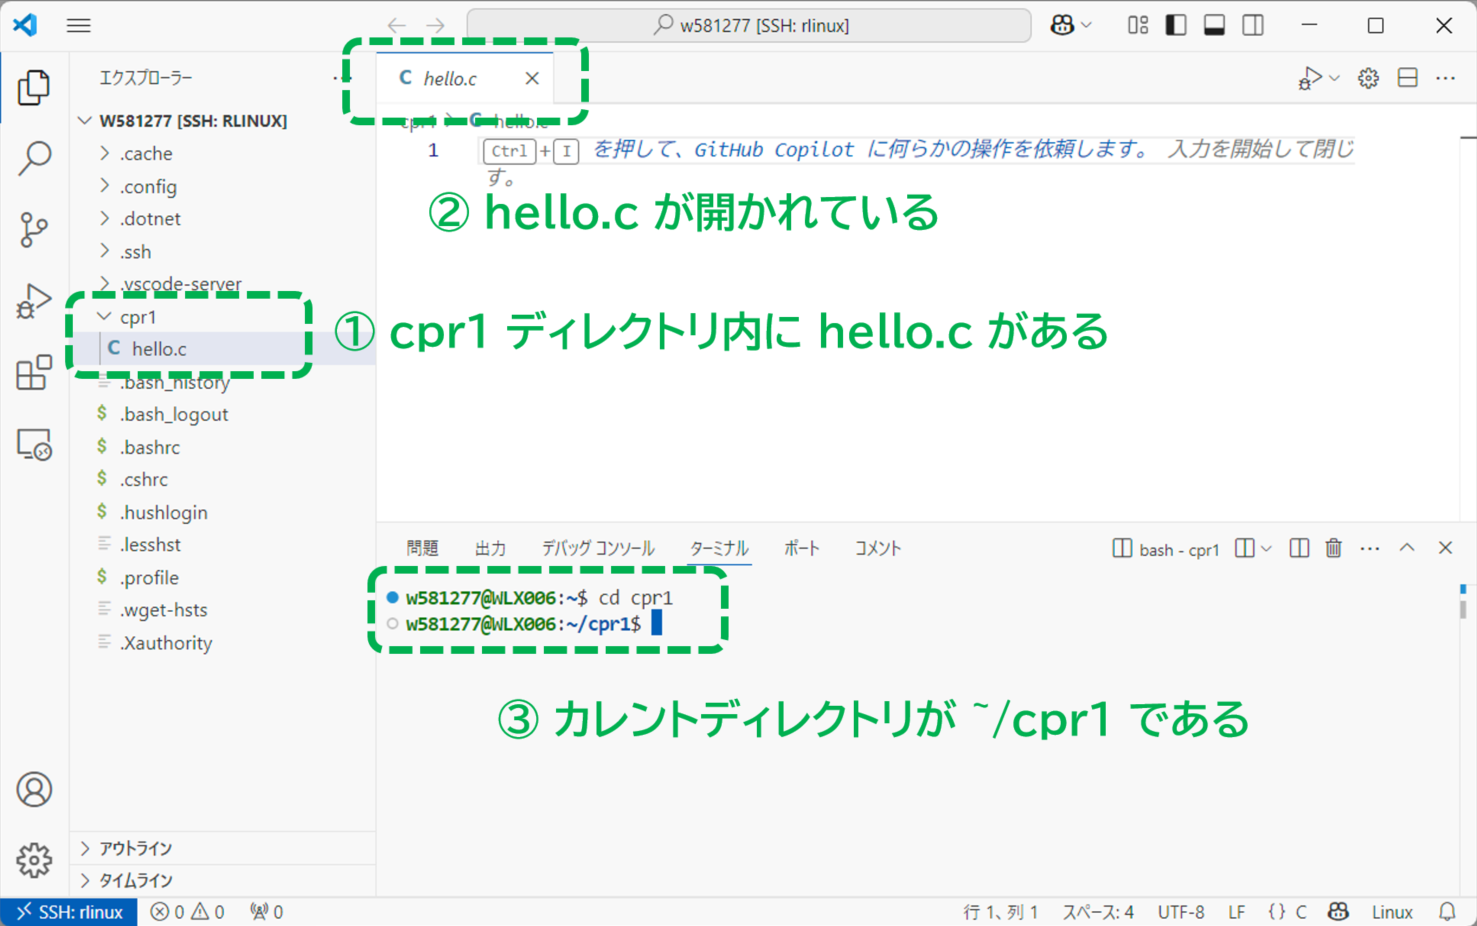 w581277 [SSH: rlinux]
エクスプローラー
C hello.c
cpr1 > C hello.c
W581277 [SSH: RLINUX]
.cache
.config
.dotnet
.ssh
.vscode-server
cpr1
C hello.c
.bash_history
$ .bash_logout
$ .bashrc
$ .cshrc
$ .hushlogin
.lesshst
$ .profile
.wget-hsts
.Xauthority
アウトライン
タイムライン
1 Ctrl+I を押して、GitHub Copilot に何らかの操作を依頼します。 入力を開始して閉じ
す。
② hello.c が開かれている
① cpr1 ディレクトリ内に hello.c がある
問題 出力 デバッグ コンソール ターミナル ポート コメント
bash - cpr1
w581277@WLX006:~$ cd cpr1
w581277@WLX006:~/cpr1$
③ カレントディレクトリが ~/cpr1 である
SSH: rlinux 0 0 0
行 1、列 1 スペース: 4 UTF-8 LF {} C Linux